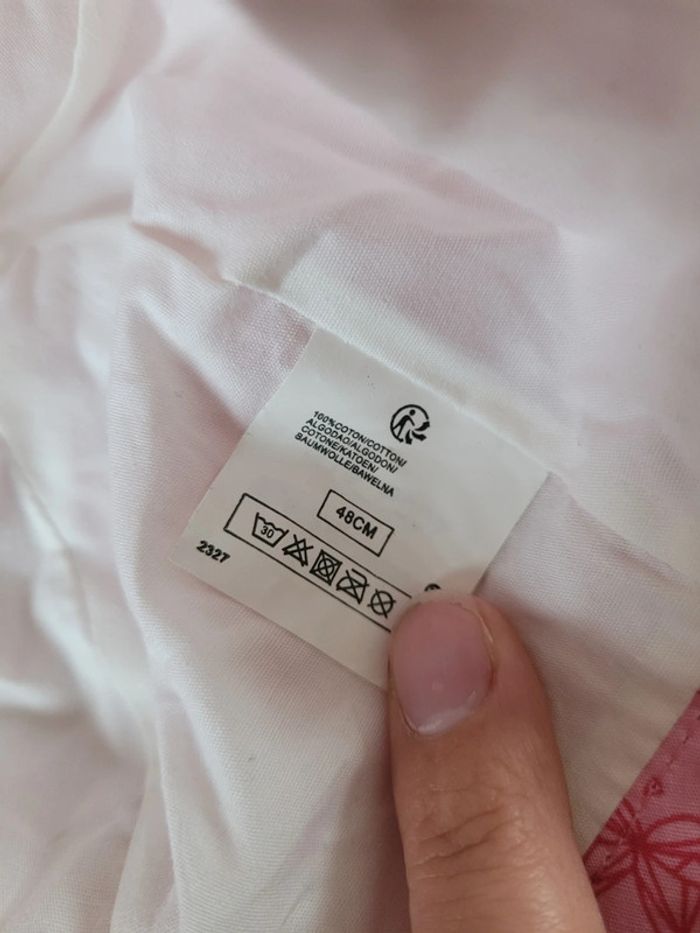 100%COTON/COTTON/
ALGODAO/ALGODON/
COTONE/KATOEN/
BAUMWOLLE/BAWELNA
48CM
30
2327